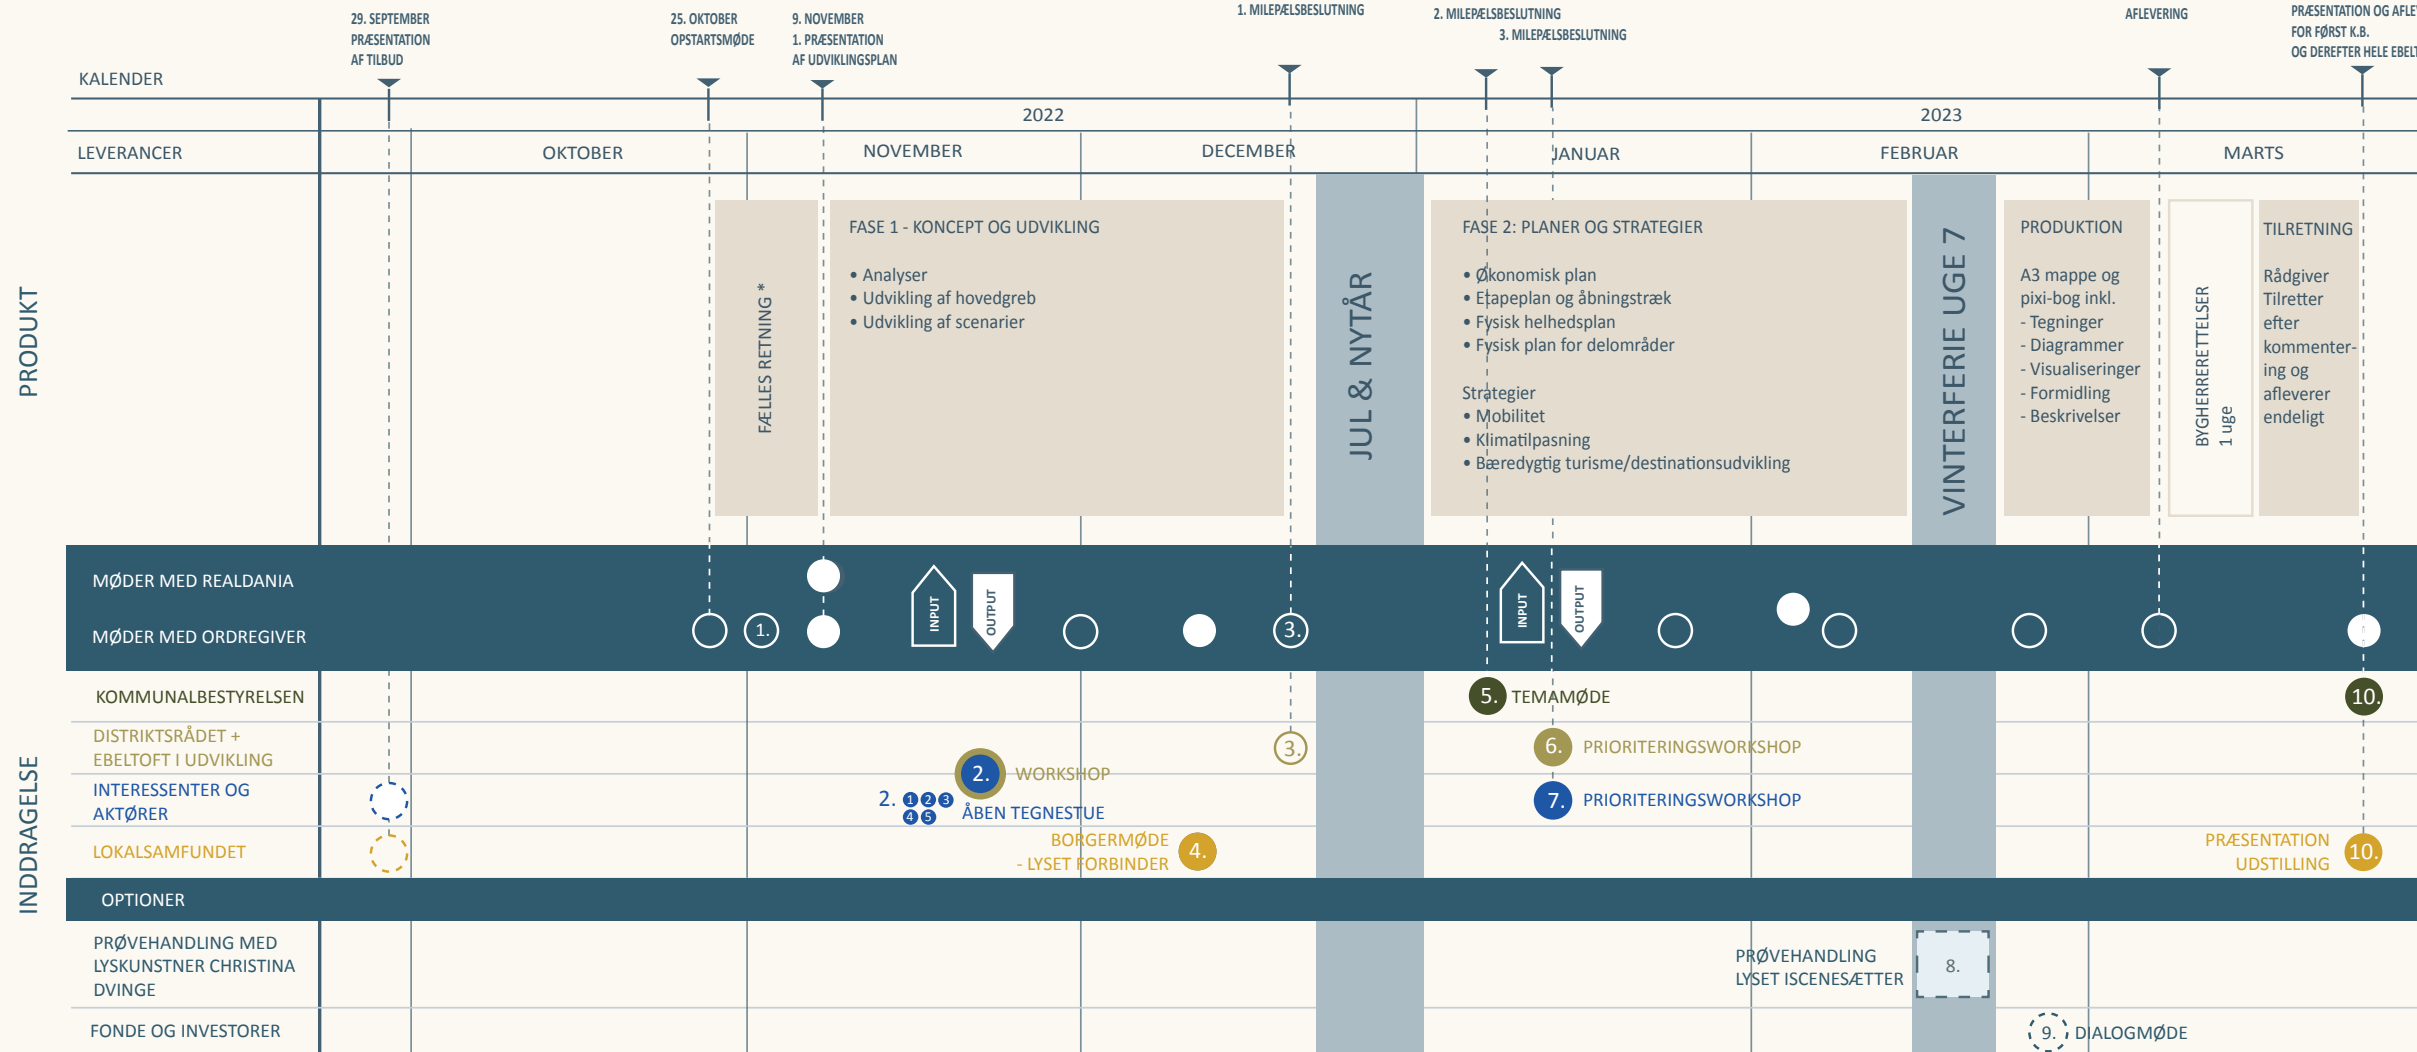 29. SEPTEMBER
PRÆSENTATION
AF TILBUD
25. OKTOBER
OPSTARTSMØDE
9. NOVEMBER
1. PRÆSENTATION
AF UDVIKLINGSPLAN
1. MILEPÆLSBESLUTNING
2. MILEPÆLSBESLUTNING
3. MILEPÆLSBESLUTNING
AFLEVERING
PRÆSENTATION OG
FOR FØRST K.B.
OG DEREFTER HELE
KALENDER
2022
2023
LEVERANCER
OKTOBER
NOVEMBER
DECEMBER
JANUAR
FEBRUAR
MARTS
PRODUKT
FÆLLES RETNING *
FASE 1 - KONCEPT OG UDVIKLING
• Analyser
• Udvikling af hovedgreb
• Udvikling af scenarier
JUL & NYTÅR
FASE 2: PLANER OG STRATEGIER
• Økonomisk plan
• Etapeplan og åbningstræk
• Fysisk helhedsplan
• Fysisk plan for delområder
Strategier
• Mobilitet
• Klimatilpasning
• Bæredygtig turisme/destinationsudvikling
VINTERFERIE UGE 7
PRODUKTION
A3 mappe og
pixi-bog inkl.
- Tegninger
- Diagrammer
- Visualiseringer
- Formidling
- Beskrivelser
BYGHERRERETTELSER
1 uge
TILRETNING
Rådgiver
Tilretter
efter
kommenter-
ing og
afleverer
endeligt
MØDER MED REALDANIA
MØDER MED ORDREGIVER
1.
INPUT
OUTPUT
3.
INPUT
OUTPUT
INDDRAGELSE
KOMMUNALBESTYRELSEN
5. TEMAMØDE
10.
DISTRIKTSRÅDET +
EBELTOFT I UDVIKLING
3.
6. PRIORITERINGSWORKSHOP
2. WORKSHOP
INTERESSENTER OG
AKTØRER
2. 1 2 3
4 5
ÅBEN TEGNESTUE
7. PRIORITERINGSWORKSHOP
LOKALSAMFUNDET
BORGERMØDE
- LYSET FORBINDER
4.
PRÆSENTATION
UDSTILLING
10.
OPTIONER
PRØVEHANDLING MED
LYSKUNSTNER CHRISTINA
DVINGE
PRØVEHANDLING
LYSET ISCENESÆTTER
8.
FONDE OG INVESTORER
9. DIALOGMØDE